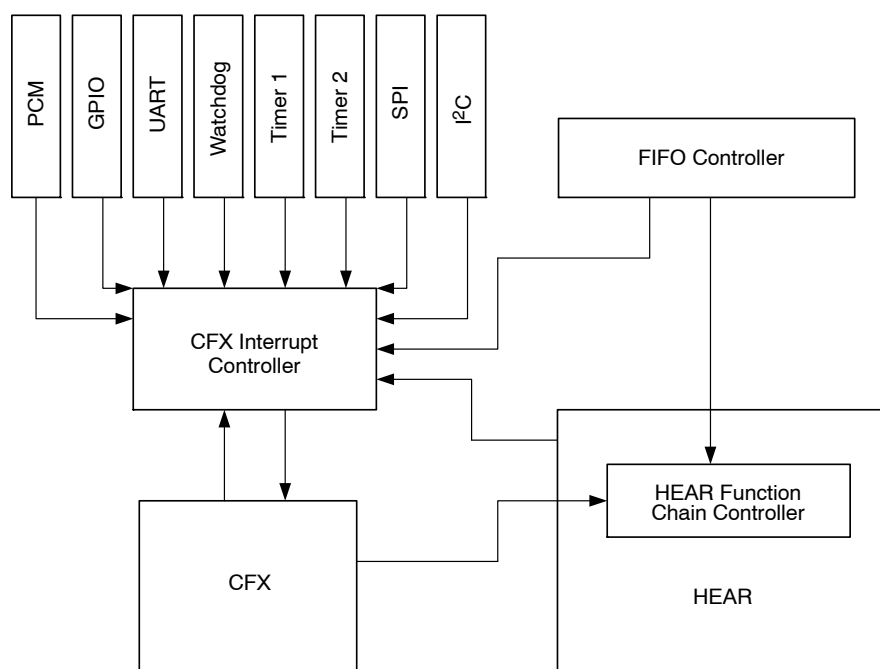 PCM
GPIO
UART
Watchdog
Timer 1
Timer 2
SPI
I²C
FIFO Controller
CFX Interrupt
Controller
HEAR Function
Chain Controller
CFX
HEAR